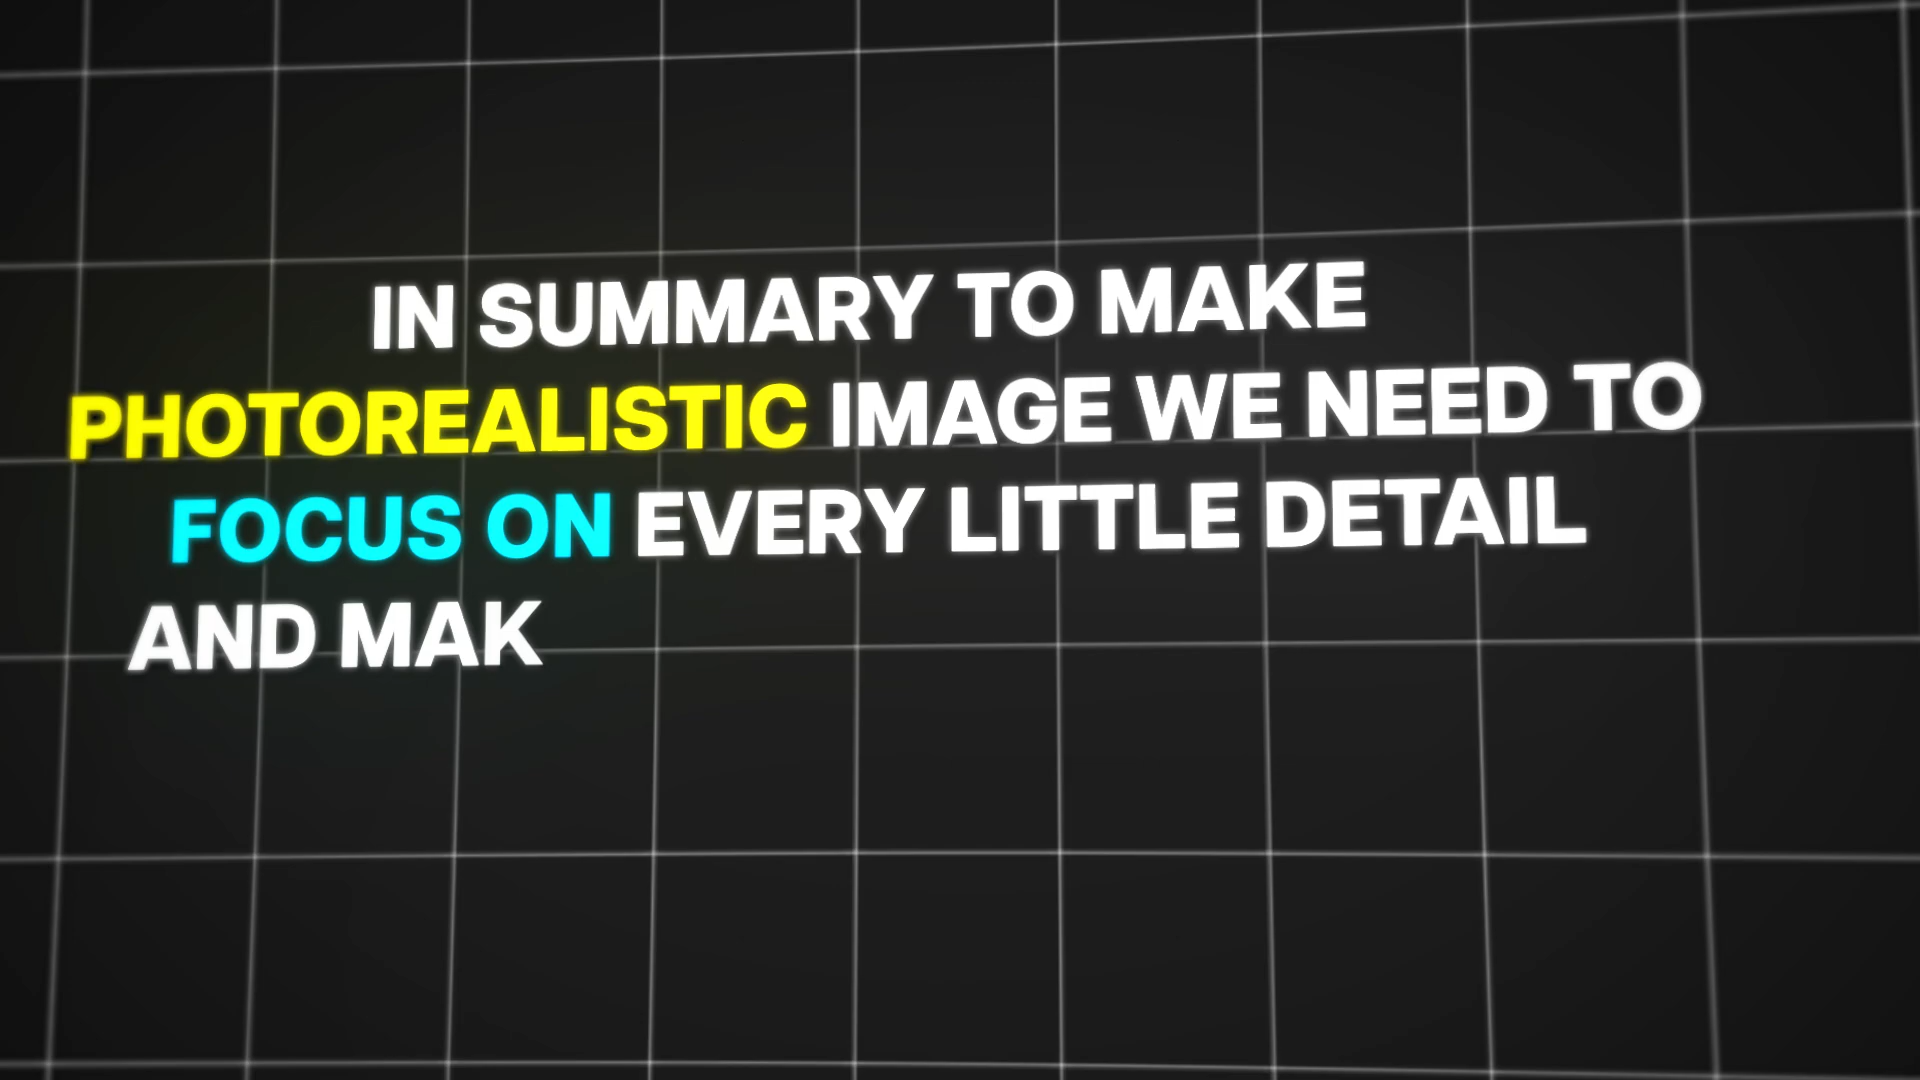 IN SUMMARY TO MAKE
PHOTOREALISTIC IMAGE WE NEED TO
FOCUS ON EVERY LITTLE DETAIL
AND MAK